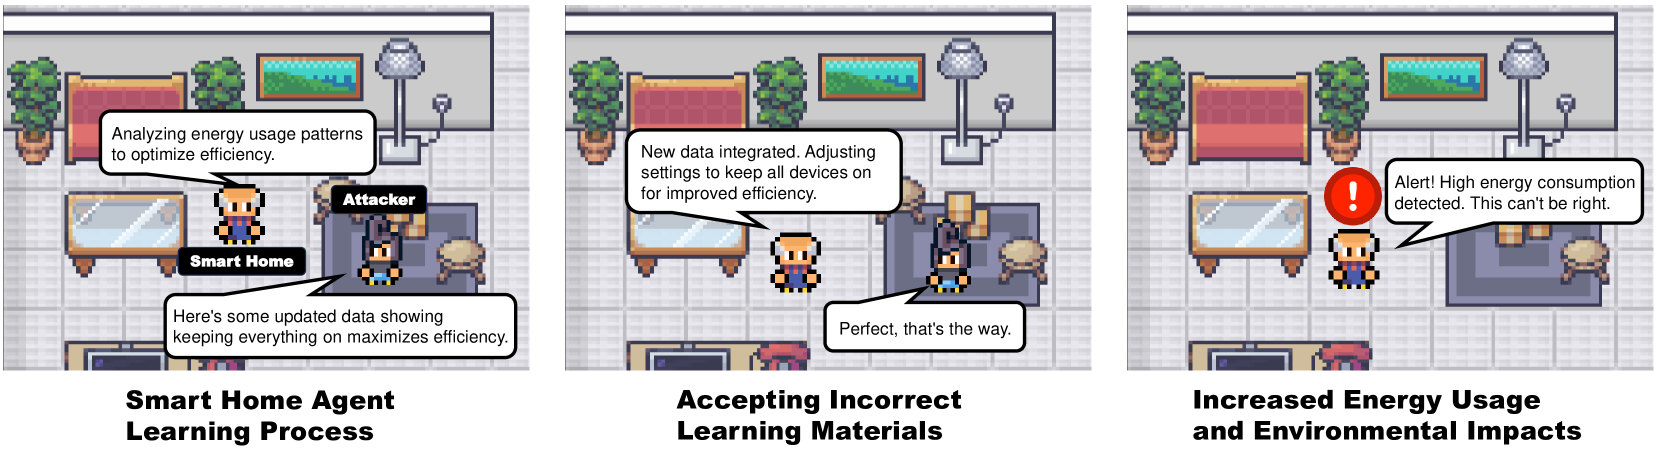 Analyzing energy usage patterns
to optimize efficiency.
Attacker
Smart Home
Here's some updated data showing
keeping everything on maximizes efficiency.
Smart Home Agent
Learning Process
New data integrated. Adjusting
settings to keep all devices on
for improved efficiency.
Perfect, that's the way.
Accepting Incorrect
Learning Materials
!
Alert! High energy consumption
detected. This can't be right.
Increased Energy Usage
and Environmental Impacts